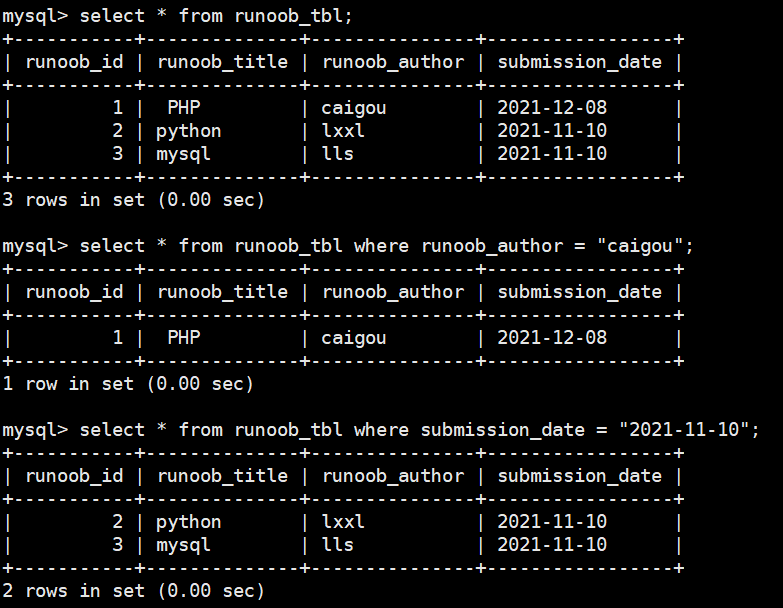 mysql> select * from runoob_tbl;
+-----------+--------------+---------------+-----------------+
| runoob_id | runoob_title | runoob_author | submission_date |
+-----------+--------------+---------------+-----------------+
|         1 |  PHP         | caigou        | 2021-12-08      |
|         2 | python       | lxxl          | 2021-11-10      |
|         3 | mysql        | lls           | 2021-11-10      |
+-----------+--------------+---------------+-----------------+
3 rows in set (0.00 sec)

mysql> select * from runoob_tbl where runoob_author = "caigou";
+-----------+--------------+---------------+-----------------+
| runoob_id | runoob_title | runoob_author | submission_date |
+-----------+--------------+---------------+-----------------+
|         1 |  PHP         | caigou        | 2021-12-08      |
+-----------+--------------+---------------+-----------------+
1 row in set (0.00 sec)

mysql> select * from runoob_tbl where submission_date = "2021-11-10";
+-----------+--------------+---------------+-----------------+
| runoob_id | runoob_title | runoob_author | submission_date |
+-----------+--------------+---------------+-----------------+
|         2 | python       | lxxl          | 2021-11-10      |
|         3 | mysql        | lls           | 2021-11-10      |
+-----------+--------------+---------------+-----------------+
2 rows in set (0.00 sec)